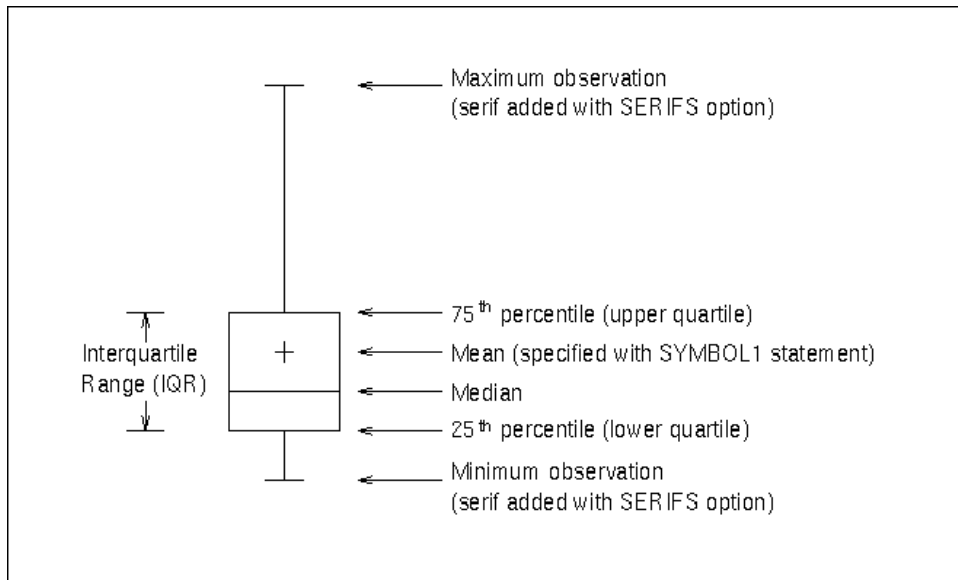 Maximum observation
(serif added with SERIFS option)
75th percentile (upper quartile)
Interquartile
Range (IQR)
Mean (specified with SYMBOL1 statement)
Median
25th percentile (lower quartile)
Minimum observation
(serif added with SERIFS option)